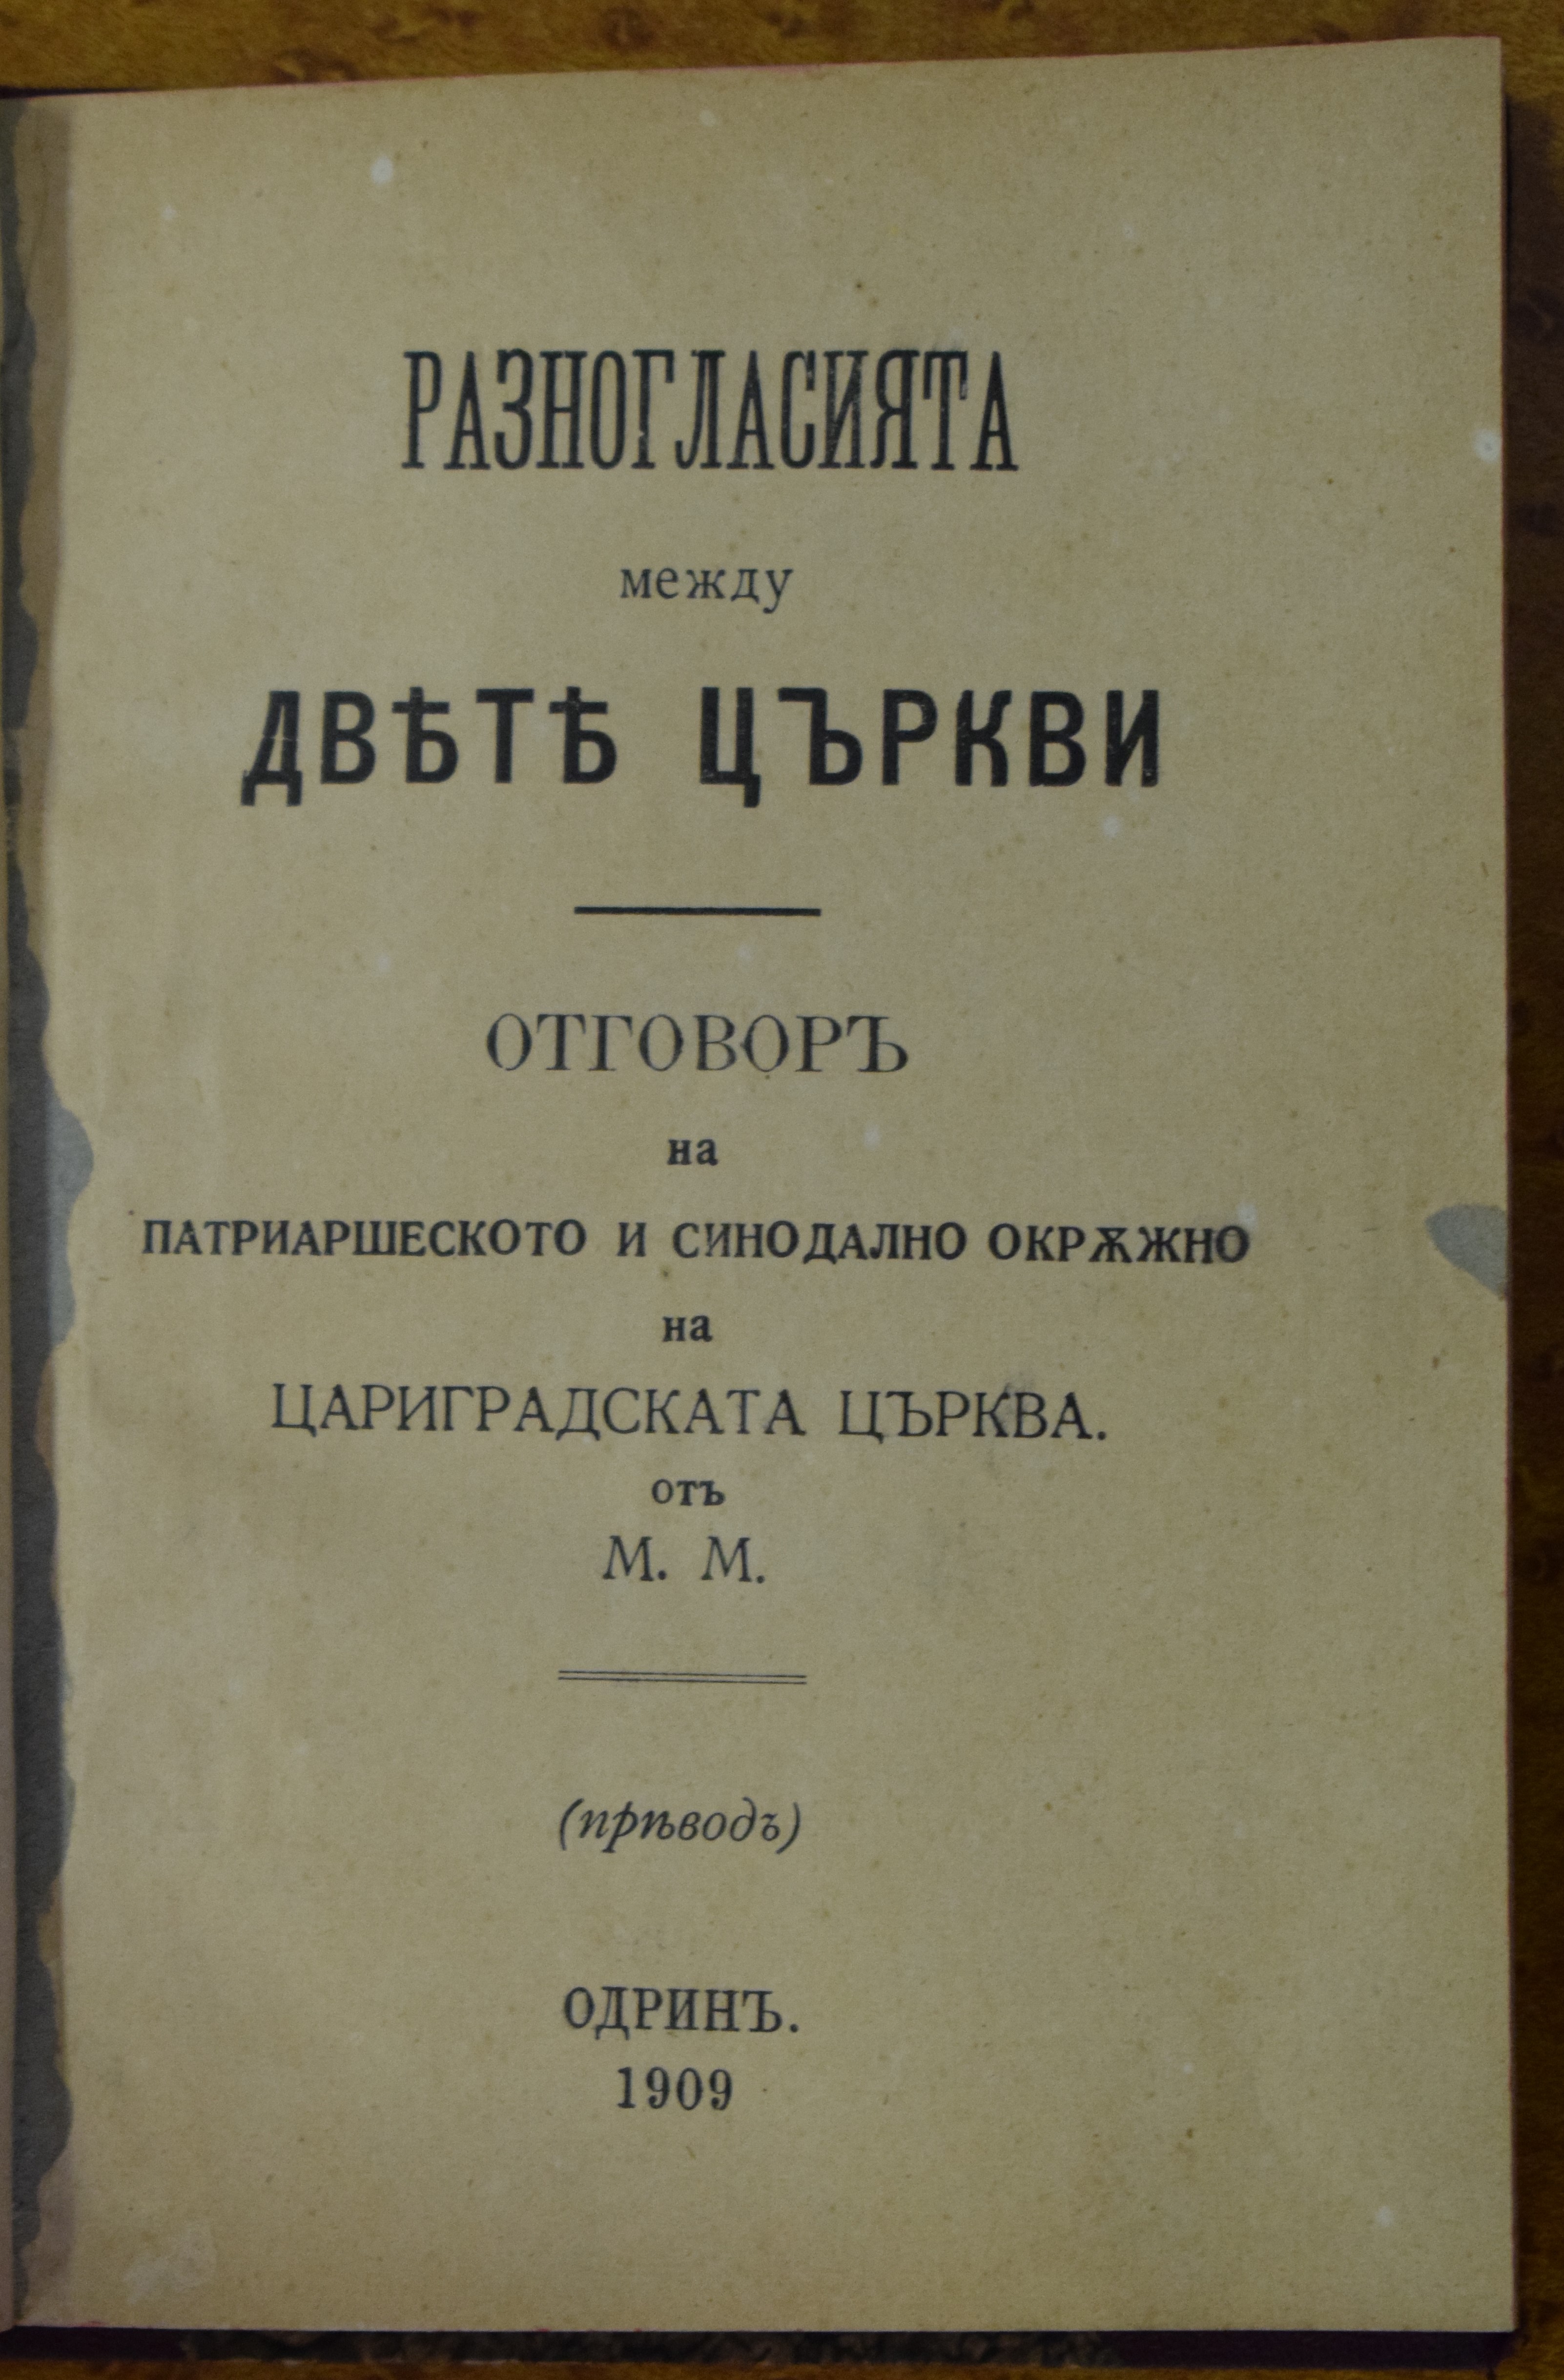 РАЗНОГЛАСИЯТА
между
ДВѢТѢ ЦЪРКВИ
ОТГОВОРЪ
на
ПАТРИАРШЕСКОТО И СИНОДАЛНО ОКРѪЖНО
на
ЦАРИГРАДСКАТА ЦЪРКВА.
отъ
М. М.
(прѣводъ)
ОДРИНЪ.
1909